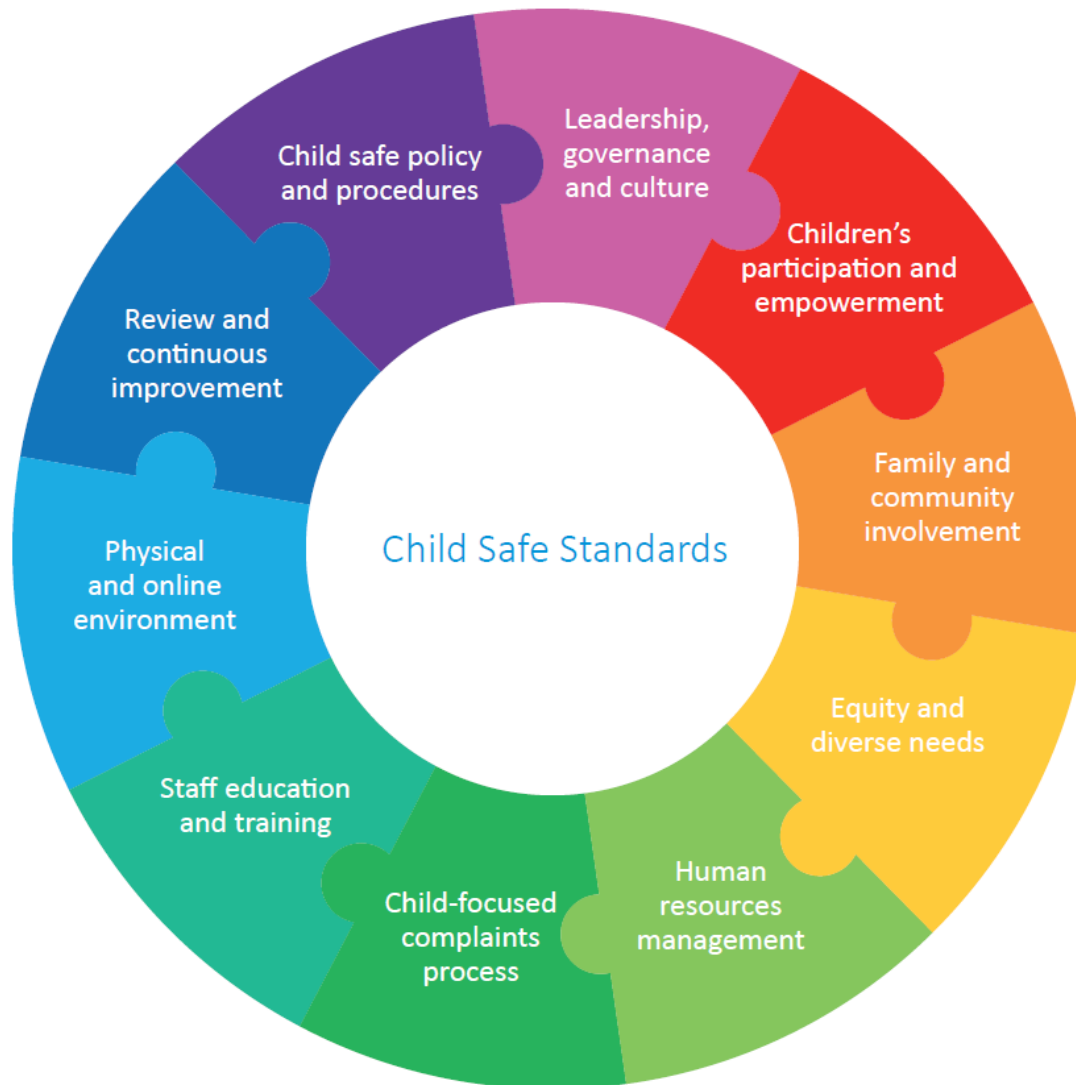 Child Safe Standards
Leadership,
governance
and culture
Children’s
participation and
empowerment
Family and
community
involvement
Equity and
diverse needs
Human
resources
management
Child-focused
complaints
process
Staff education
and training
Physical
and online
environment
Review and
continuous
improvement
Child safe policy
and procedures